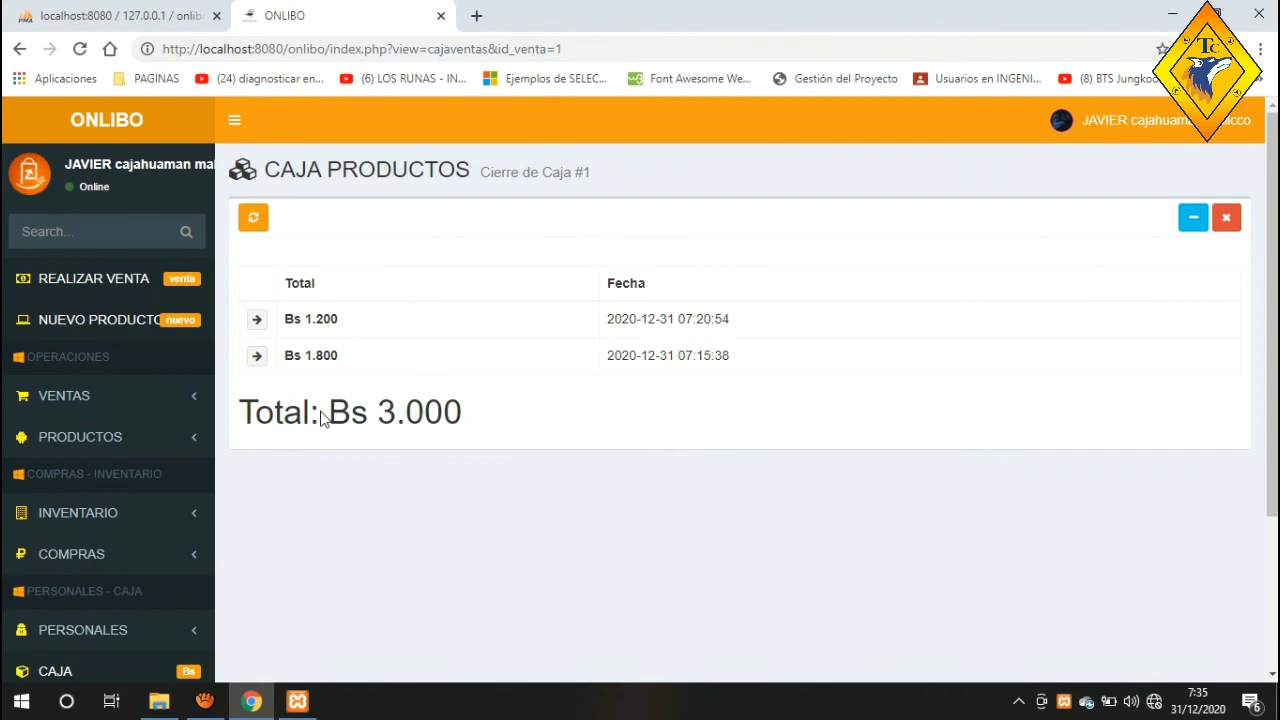 localhost:8080 / 127.0.0.1 / onlib
ONLIBO
http://localhost:8080/onlibo/index.php?view=cajaventas&id_venta=1
Aplicaciones
PAGINAS
(24) diagnosticar en...
(6) LOS RUNAS - IN...
Ejemplos de SELEC...
Font Awesome We...
Gestión del Proyecto
Usuarios en INGENI...
(8) BTS Jungkoo
TC
ONLIBO
JAVIER cajahuaman
cco
JAVIER cajahuaman ma
Online
Search...
REALIZAR VENTA venta
NUEVO PRODUCTO nuevo
OPERACIONES
VENTAS
PRODUCTOS
COMPRAS - INVENTARIO
INVENTARIO
COMPRAS
PERSONALES - CAJA
PERSONALES
CAJA Bs
CAJA PRODUCTOS Cierre de Caja #1
Total Fecha
Bs 1.200 2020-12-31 07:20:54
Bs 1.800 2020-12-31 07:15:38
Total: Bs 3.000
7:35
31/12/2020
6